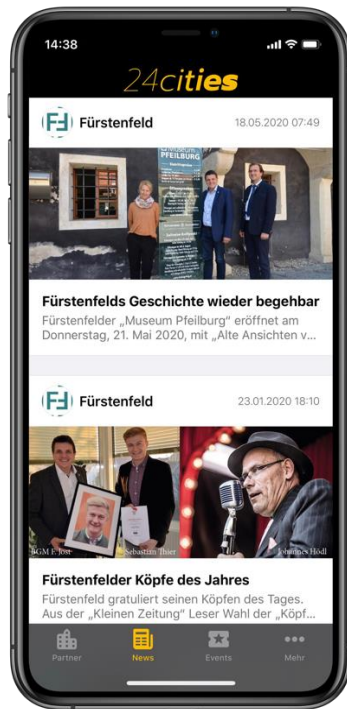 14:38
24cities
Fürstenfeld
18.05.2020 07:49
PFEILBURG
Fürstenfelds Geschichte wieder begehbar
Fürstenfelder „Museum Pfeilburg“ eröffnet am
Donnerstag, 21. Mai 2020, mit „Alte Ansichten v...
Fürstenfeld
23.01.2020 18:10
BGM F. Jost
Sebastian Thier
Johannes Hödl
Fürstenfelder Köpfe des Jahres
Fürstenfeld gratuliert seinen Köpfen des Tages.
Aus der „Kleinen Zeitung“ Leser Wahl der „Köpf...
Partner
News
Events
Mehr